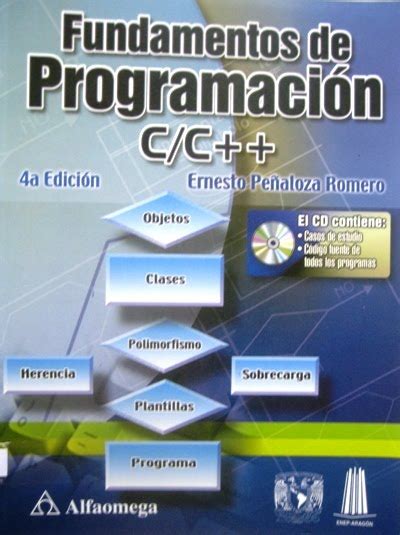 Fundamentos de
Programación
C/C++
4a Edición
Ernesto Peñaloza Romero
Objetos
El CD contiene:
• Casos de estudio
• Código fuente de
todos los programas
Clases
Polimorfismo
Herencia
Sobrecarga
Plantillas
Programa
Alfaomega
ENEP-ARAGÓN